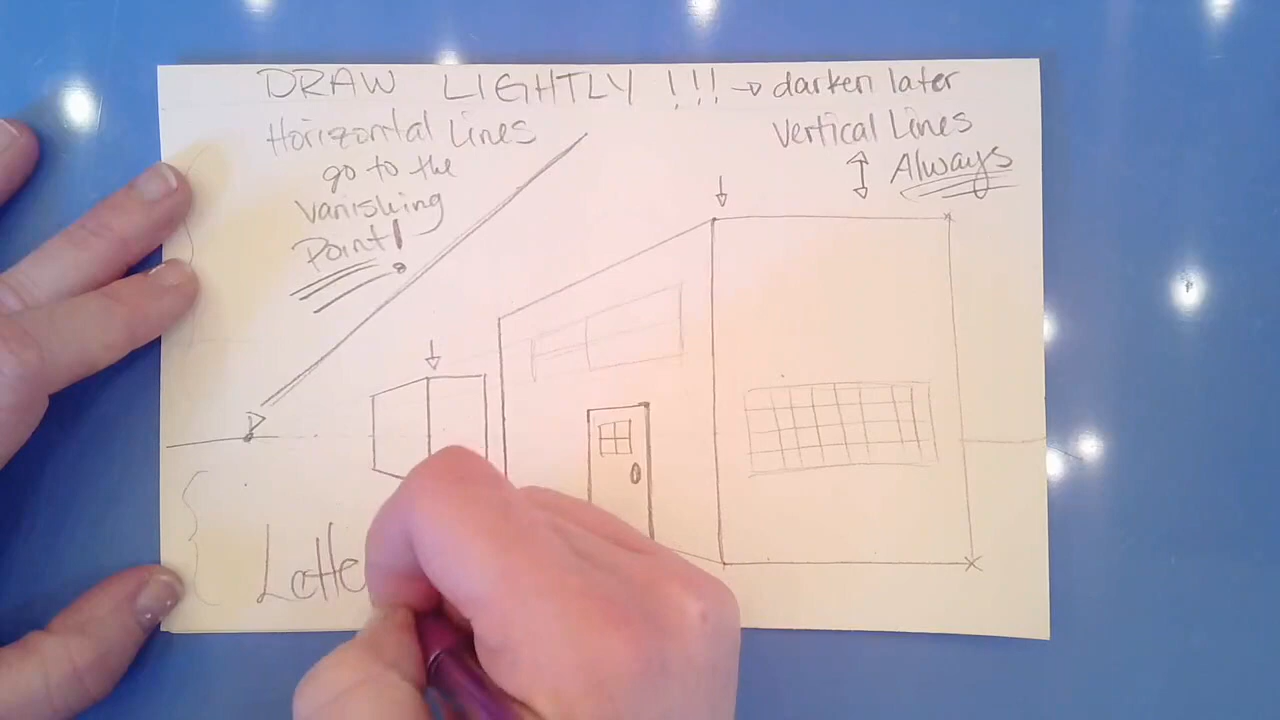 DRAW LIGHTLY !!! → darken later
Horizontal Lines
go to the
Vanishing
Point!
Vertical Lines
Always